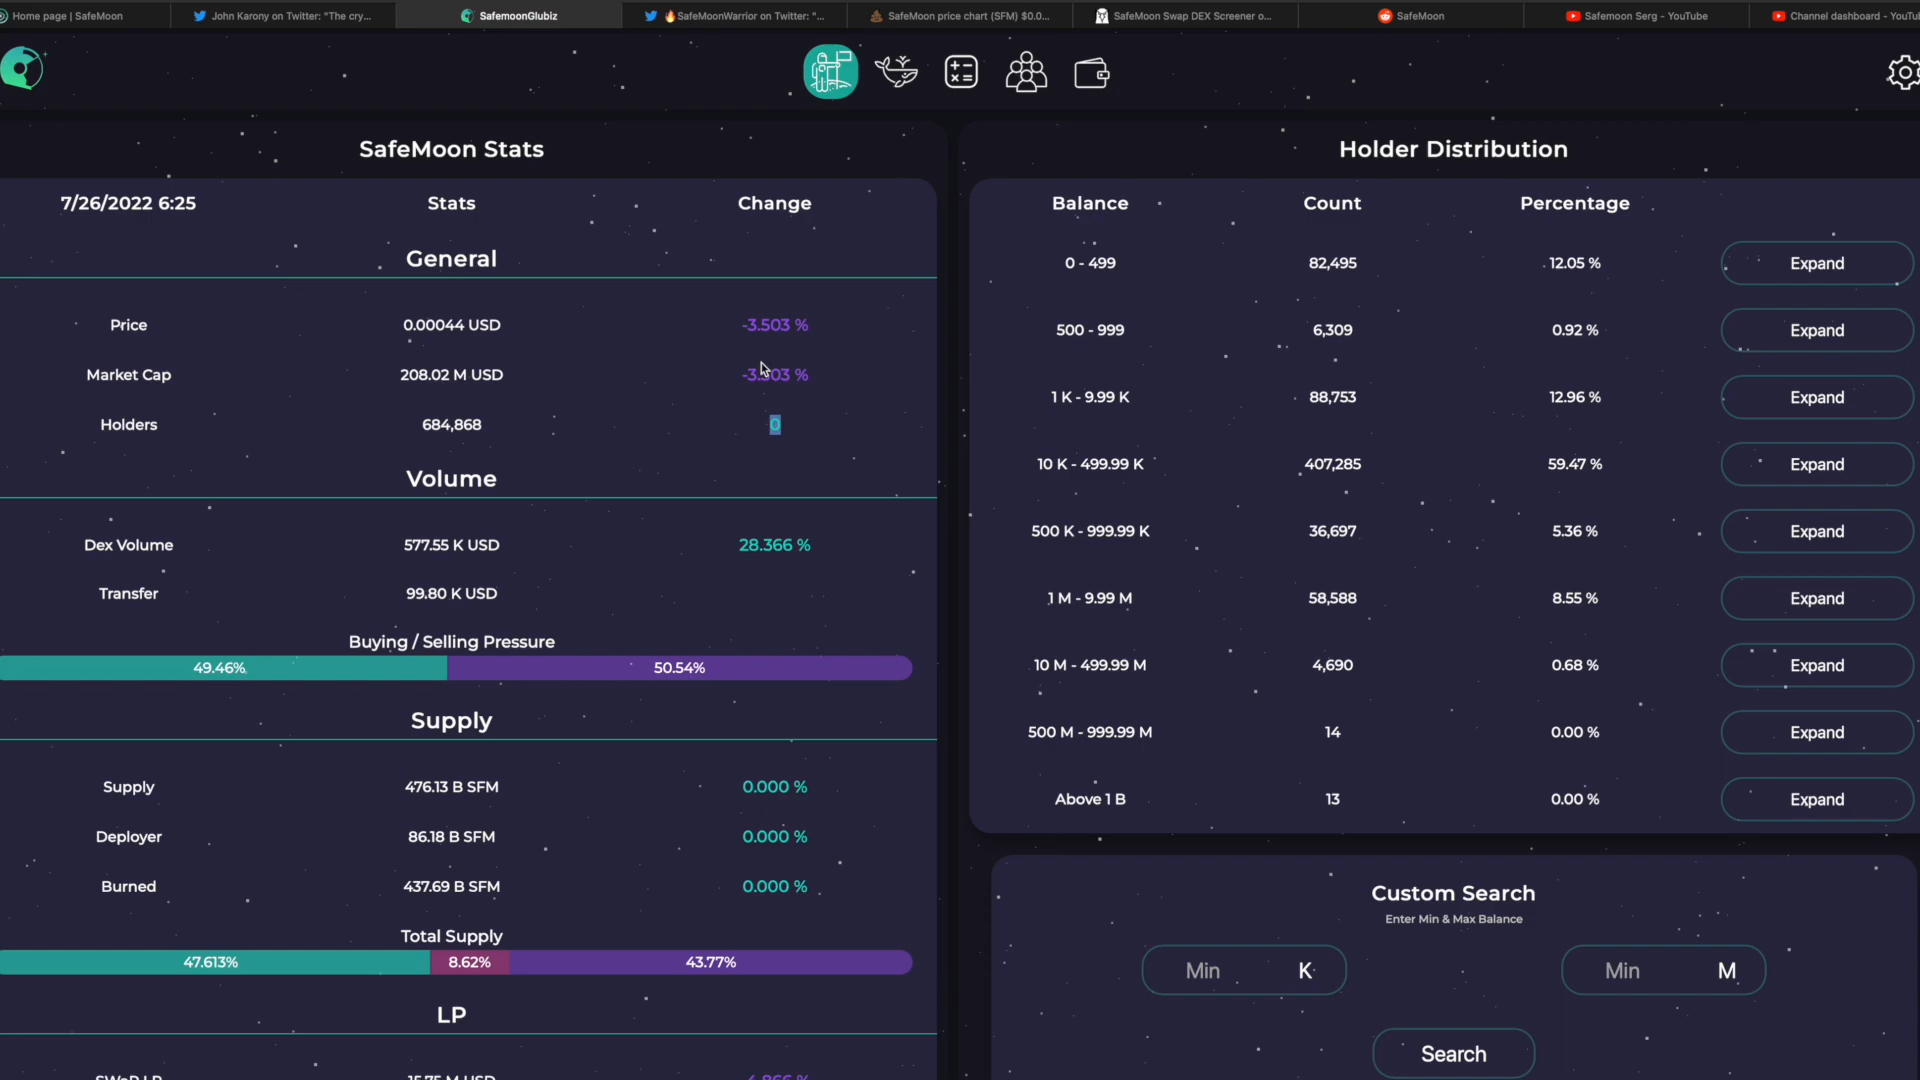 Home page | SafeMoon
John Karony on Twitter: "The cry...
SafemoonGlubiz
🔥SafeMoonWarrior on Twitter: "...
SafeMoon price chart (SFM) $0.0...
SafeMoon Swap DEX Screener o...
SafeMoon
Safemoon Serg - YouTube
Channel dashboard - YouTu
SafeMoon Stats
7/26/2022 6:25 Stats Change
General
Price 0.00044 USD -3.503 %
Market Cap 208.02 M USD -3.503 %
Holders 684,868 0
Volume
Dex Volume 577.55 K USD 28.366 %
Transfer 99.80 K USD
Buying / Selling Pressure
49.46% 50.54%
Supply
Supply 476.13 B SFM 0.000 %
Deployer 86.18 B SFM 0.000 %
Burned 437.69 B SFM 0.000 %
Total Supply
47.613% 8.62% 43.77%
LP
SWaP LP 15.75 M USD -4.866 %
Holder Distribution
Balance Count Percentage
0 - 499 82,495 12.05 % Expand
500 - 999 6,309 0.92 % Expand
1 K - 9.99 K 88,753 12.96 % Expand
10 K - 499.99 K 407,285 59.47 % Expand
500 K - 999.99 K 36,697 5.36 % Expand
1 M - 9.99 M 58,588 8.55 % Expand
10 M - 499.99 M 4,690 0.68 % Expand
500 M - 999.99 M 14 0.00 % Expand
Above 1 B 13 0.00 % Expand
Custom Search
Enter Min & Max Balance
Min K Min M
Search